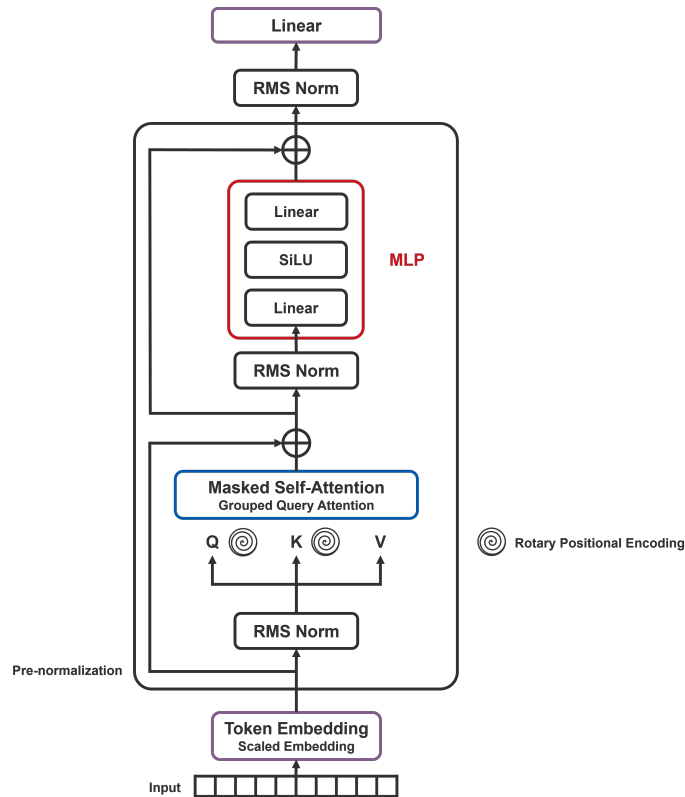 Linear
RMS Norm
Linear
SiLU
MLP
Linear
RMS Norm
Masked Self-Attention
Grouped Query Attention
Q K V
Rotary Positional Encoding
RMS Norm
Pre-normalization
Token Embedding
Scaled Embedding
Input